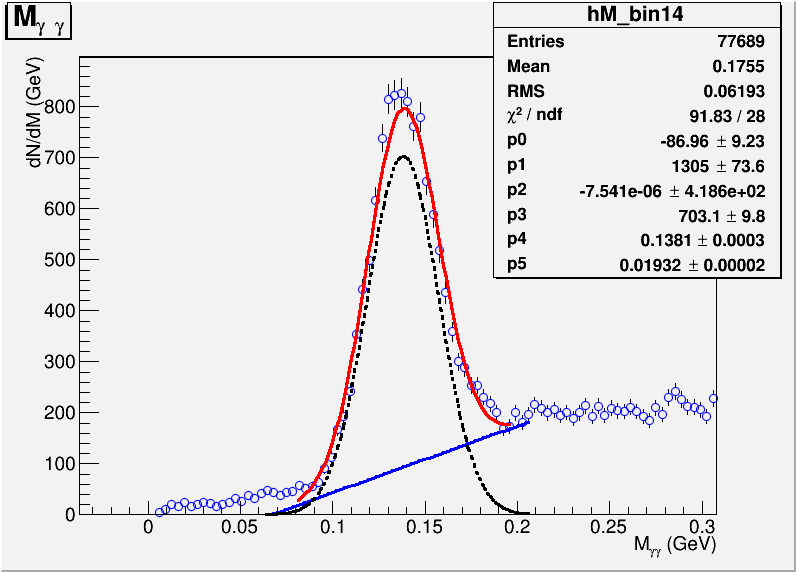 Mγ γ
hM_bin14
Entries 77689
Mean 0.1755
RMS 0.06193
χ² / ndf 91.83 / 28
p0 -86.96 ± 9.23
p1 1305 ± 73.6
p2 -7.541e-06 ± 4.186e+02
p3 703.1 ± 9.8
p4 0.1381 ± 0.0003
p5 0.01932 ± 0.00002
dN/dM (GeV)
800
700
600
500
400
300
200
100
0
0 0.05 0.1 0.15 0.2 0.25 0.3
Mγγ (GeV)